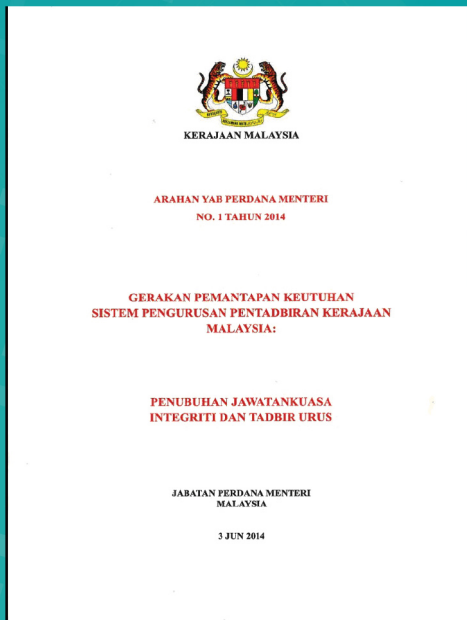 KERAJAAN MALAYSIA
ARAHAN YAB PERDANA MENTERI
NO. 1 TAHUN 2014
GERAKAN PEMANTAPAN KEUTUHAN
SISTEM PENGURUSAN PENTADBIRAN KERAJAAN
MALAYSIA:
PENUBUHAN JAWATANKUASA
INTEGRITI DAN TADBIR URUS
JABATAN PERDANA MENTERI
MALAYSIA
3 JUN 2014